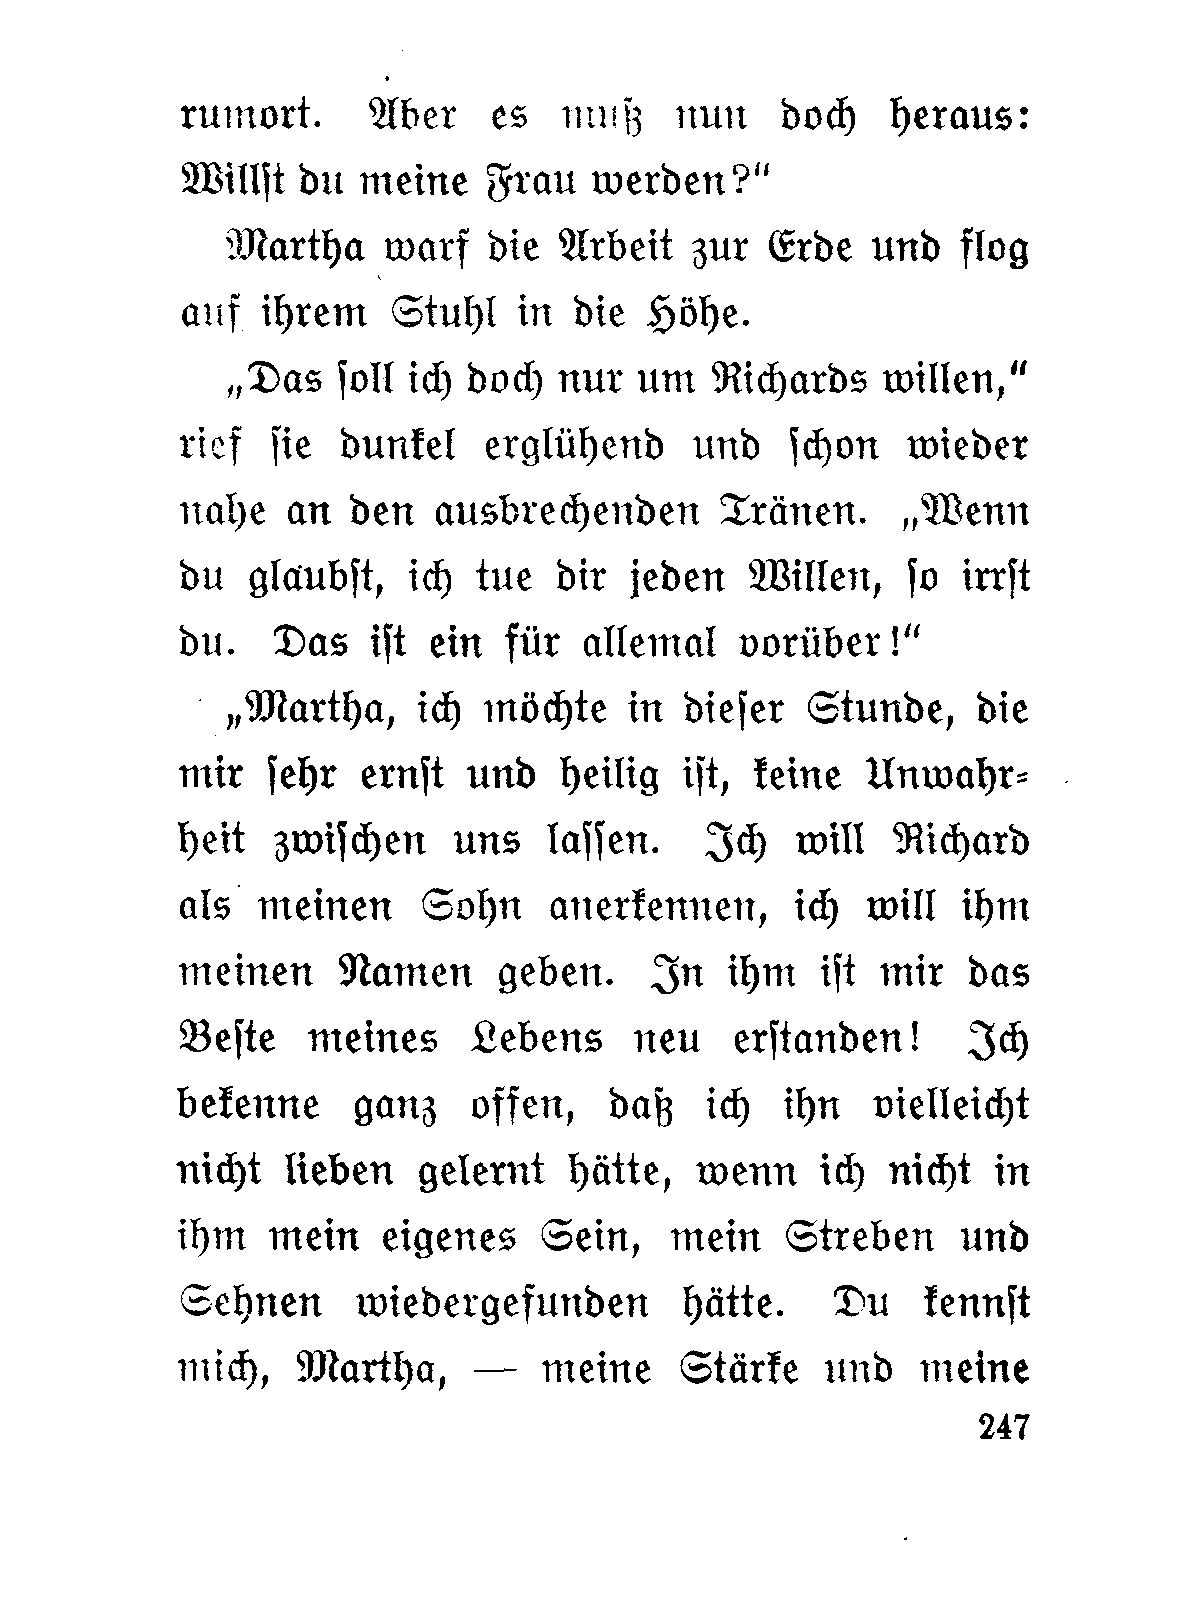 rumort. Aber es muß nun doch heraus:
Willst du meine Frau werden?“
Martha warf die Arbeit zur Erde und flog
auf ihrem Stuhl in die Höhe.
„Das soll ich doch nur um Richards willen,“
rief sie dunkel erglühend und schon wieder
nahe an den ausbrechenden Tränen. „Wenn
du glaubst, ich tue dir jeden Willen, so irrst
du. Das ist ein für allemal vorüber!“
„Martha, ich möchte in dieser Stunde, die
mir sehr ernst und heilig ist, keine Unwahr-
heit zwischen uns lassen. Ich will Richard
als meinen Sohn anerkennen, ich will ihm
meinen Namen geben. In ihm ist mir das
Beste meines Lebens neu erstanden! Ich
bekenne ganz offen, daß ich ihn vielleicht
nicht lieben gelernt hätte, wenn ich nicht in
ihm mein eigenes Sein, mein Streben und
Sehnen wiedergefunden hätte. Du kennst
mich, Martha, — meine Stärke und meine
247